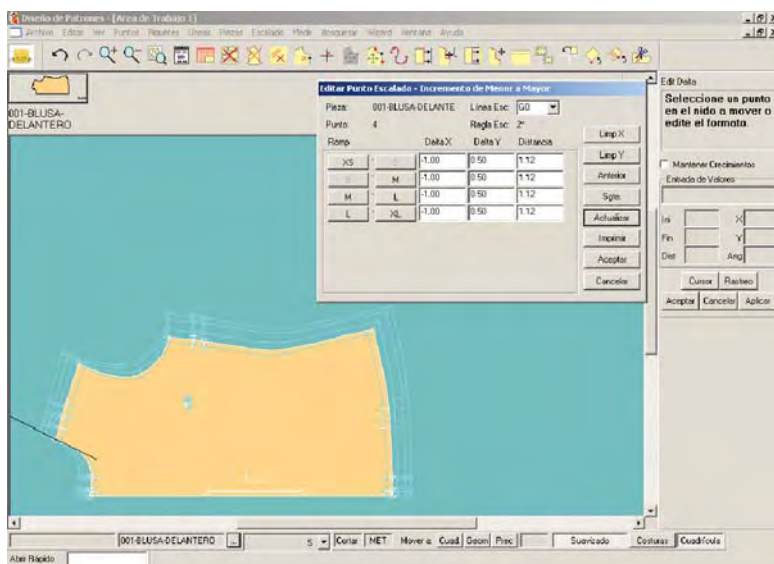 Diseño de Patrones - [Area de Trabajo 1]
Archivo Editar Ver Puntos Piquetes Líneas Piezas Escalado Medir Bosquejar Wizard Ventana Ayuda
001-BLUSA-
DELANTERO
Editar Punto Escalado - Incremento de Menor a Mayor
Pieza: 001-BLUSA-DELANTE Línea Esc: G0
Punto: 4 Regla Esc: 2*
Romp Delta X Delta Y Distancia
XS - S -1.00 0.50 1.12
S - M -1.00 0.50 1.12
M - L -1.00 0.50 1.12
L - XL -1.00 0.50 1.12
Limp X
Limp Y
Anterior
Sgte.
Actualizar
Imprimir
Aceptar
Cancelar
Edit Delta
Seleccione un punto
en el nido a mover o
edite el formato.
Mantener Crecimientos
Entrada de Valores
Ini X
Fin Y
Dist Ang
Cursor Rastreo
Aceptar Cancelar Aplicar
001-BLUSA-DELANTERO ... S Cortar MET Mover a: Cuad Geom Prec Suavizado Costuras Cuadrícula
Abrir Rápido